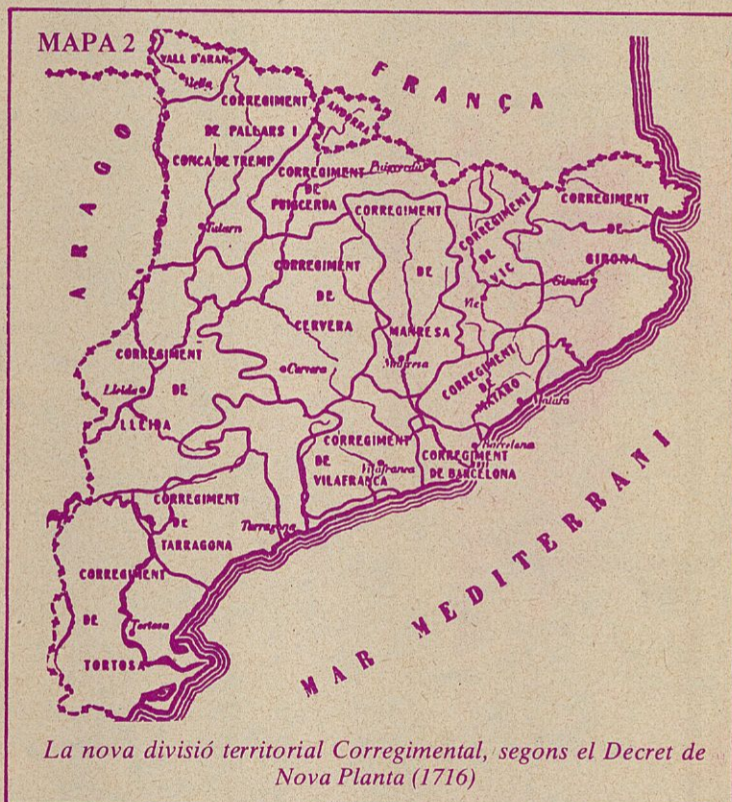 MAPA 2
VALL D'ARAN
Viella
FRANÇA
ANDORRA
ARAGO
CORREGIMENT
DE PALLARS I
CONCA DE TREMP
Talarn
CORREGIMENT
DE
PUIGCERDA
Puigcerdà
CORREGIMENT
DE
MANRESA
Manresa
CORREGIMENT
DE
VIC
Vic
CORREGIMENT
DE
GIRONA
Girona
CORREGIMENT
DE
CERVERA
Cervera
CORREGIMENT
DE
LLEIDA
Lleida
CORREGIMENT
DE
MATARO
Mataró
CORREGIMENT
DE BARCELONA
Barcelona
CORREGIMENT
DE
VILAFRANCA
Vilafranca
CORREGIMENT
DE
TARRAGONA
Tarragona
CORREGIMENT
DE
TORTOSA
Tortosa
MAR MEDITERRANI
La nova divisió territorial Corregimental, segons el Decret de
Nova Planta (1716)